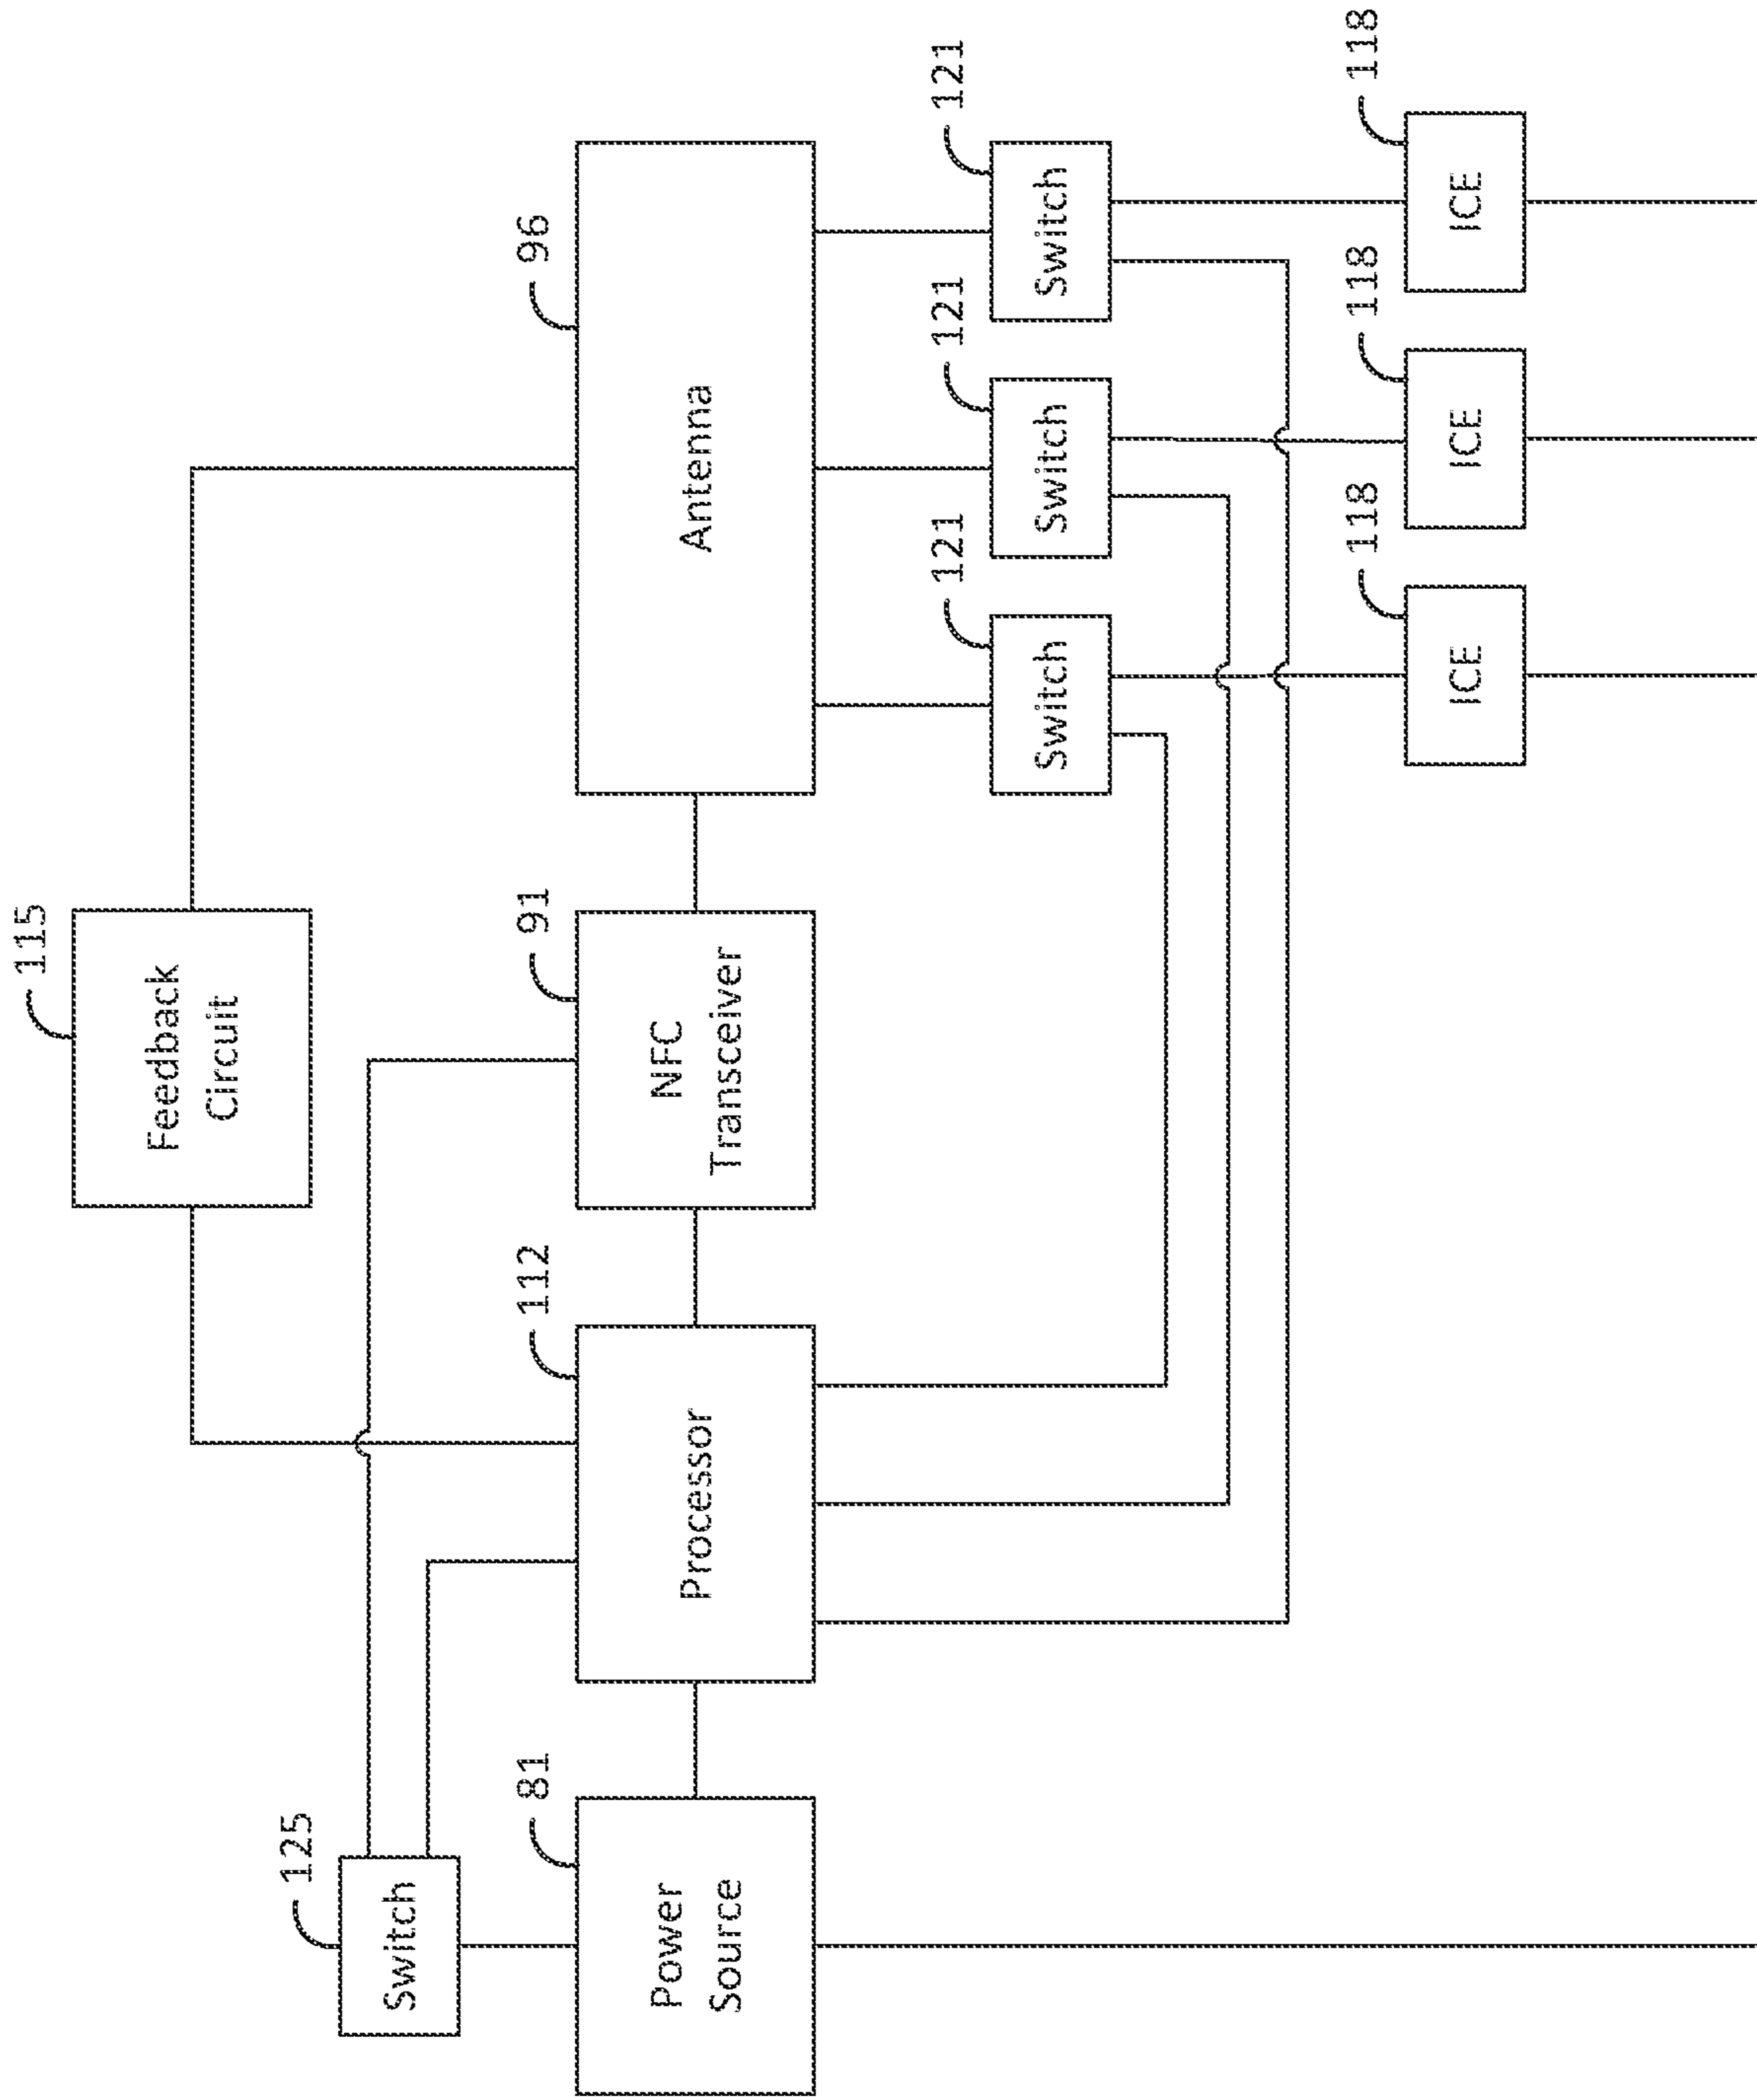 115
Feedback
Circuit
125
Switch
81
Power
Source
112
Processor
91
NFC
Transceiver
96
Antenna
121
Switch
121
Switch
121
Switch
118
ICE
118
ICE
118
ICE